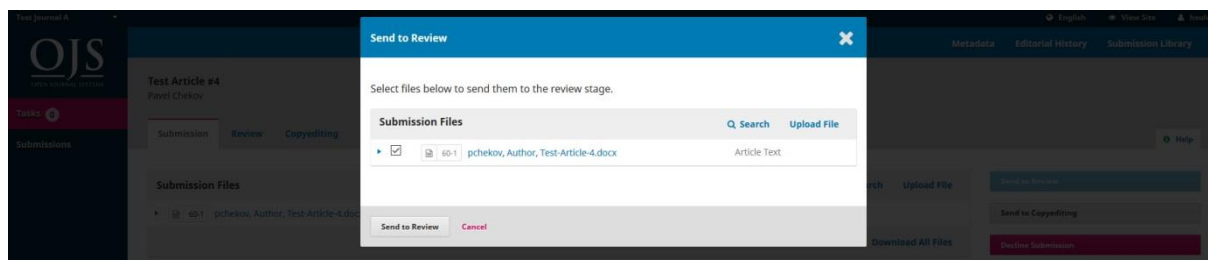 Test Journal A
English View Site
OJS
OPEN JOURNAL SYSTEMS
Tasks 0
Submissions
Metadata Editorial History Submission Library
Test Article #4
Pavel Chekov
Submission Review Copyediting
Help
Submission Files
Upload File
60-1 pchekov, Author, Test-Article-4.doc
Download All Files
Send to Review
Send to Copyediting
Decline Submission
Send to Review
Select files below to send them to the review stage.
Submission Files Search Upload File
60-1 pchekov, Author, Test-Article-4.docx Article Text
Send to Review Cancel